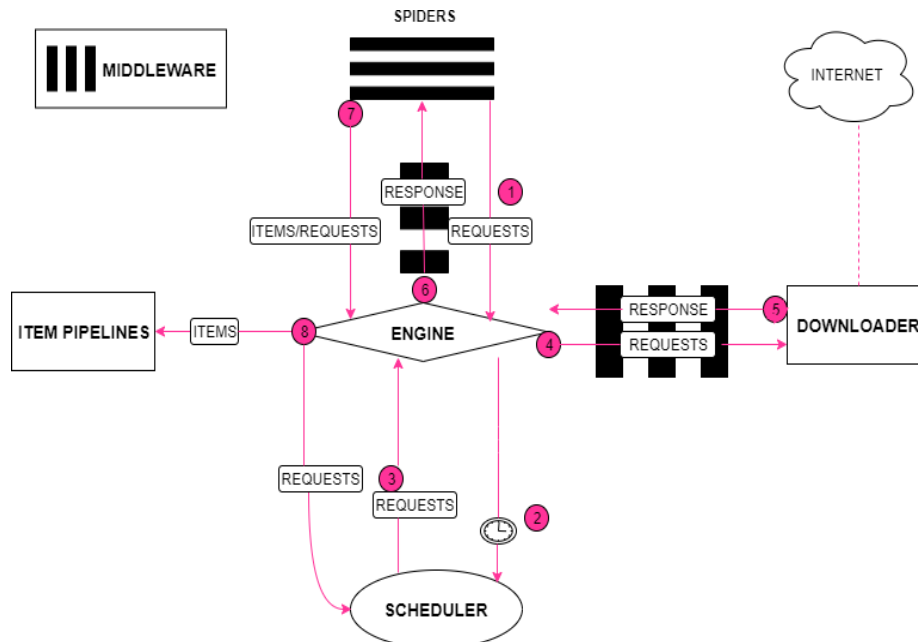 SPIDERS
MIDDLEWARE
INTERNET
7
RESPONSE
1
ITEMS/REQUESTS
REQUESTS
6
RESPONSE
5
ITEM PIPELINES
ITEMS
8
ENGINE
4
REQUESTS
DOWNLOADER
REQUESTS
3
REQUESTS
2
SCHEDULER